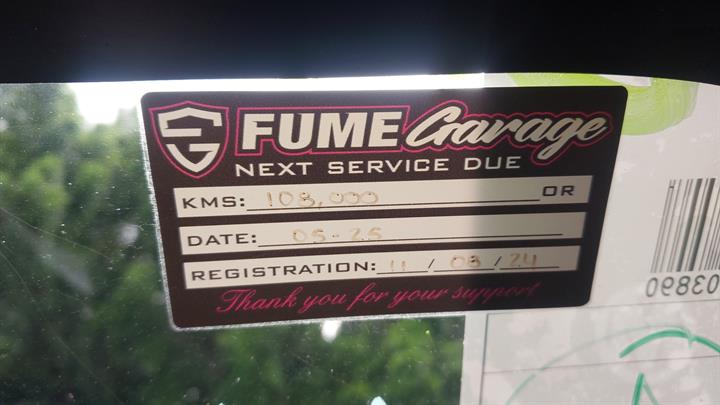 FG FUME Garage
NEXT SERVICE DUE
KMS: 108,000 OR
DATE: 05-25
REGISTRATION: 11 / 08 / 24
Thank you for your support
03890